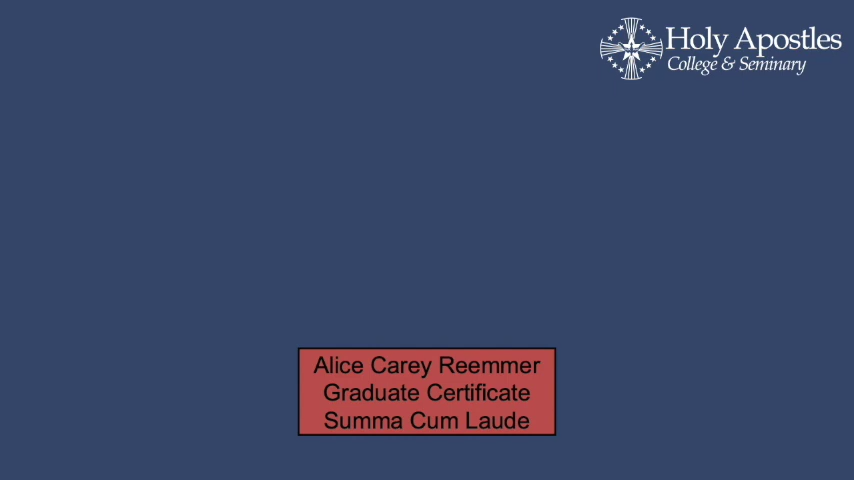 Holy Apostles
College & Seminary
Alice Carey Reemmer
Graduate Certificate
Summa Cum Laude